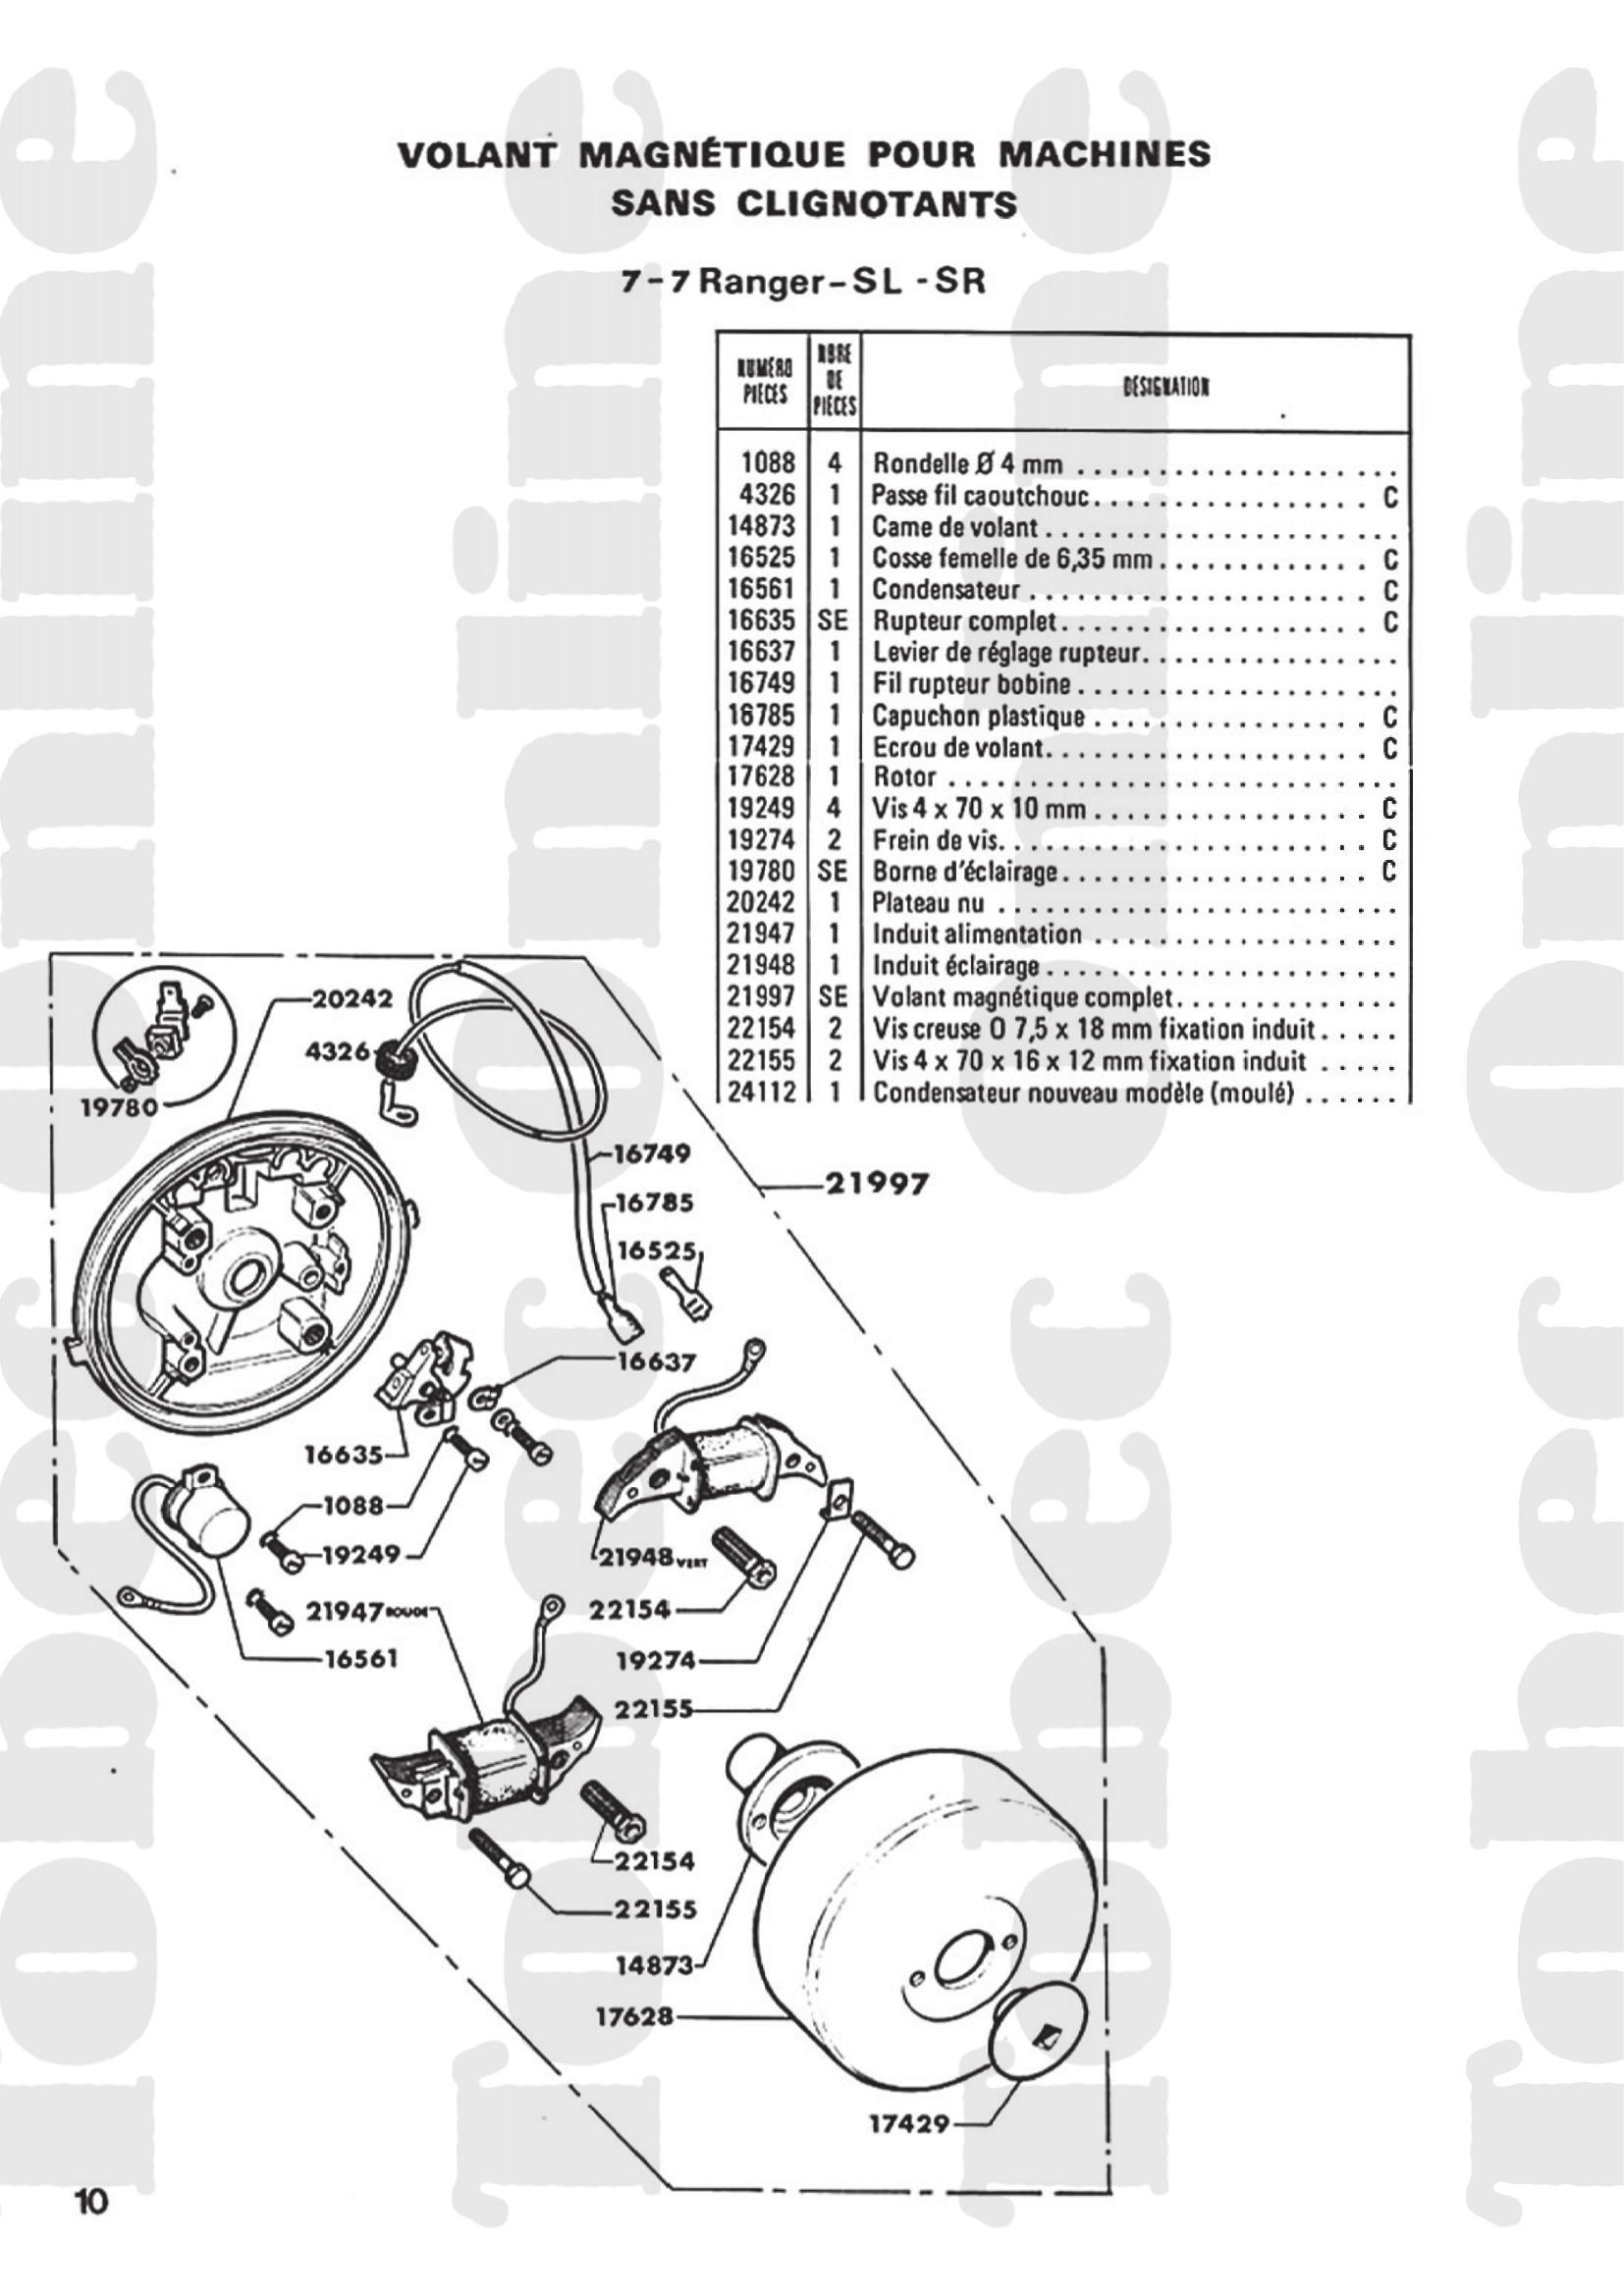 VOLANT MAGNÉTIQUE POUR MACHINES
SANS CLIGNOTANTS
7-7 Ranger-SL -SR
NUMÉRO PIÈCES NBRE DE PIÈCES DÉSIGNATION
1088 4 Rondelle Ø 4 mm
4326 1 Passe fil caoutchouc C
14873 1 Came de volant
16525 1 Cosse femelle de 6,35 mm C
16561 1 Condensateur C
16635 SE Rupteur complet C
16637 1 Levier de réglage rupteur
16749 1 Fil rupteur bobine
16785 1 Capuchon plastique C
17429 1 Ecrou de volant C
17628 1 Rotor
19249 4 Vis 4 x 70 x 10 mm C
19274 2 Frein de vis C
19780 SE Borne d'éclairage C
20242 1 Plateau nu
21947 1 Induit alimentation
21948 1 Induit éclairage
21997 SE Volant magnétique complet
22154 2 Vis creuse O 7,5 x 18 mm fixation induit
22155 2 Vis 4 x 70 x 16 x 12 mm fixation induit
24112 1 Condensateur nouveau modèle (moulé)
20242
4326
19780
16749
21997
16785
16525
16637
16635
1088
19249
21948 VERT
21947 ROUGE
22154
16561
19274
22155
22154
22155
14873
17628
17429
10